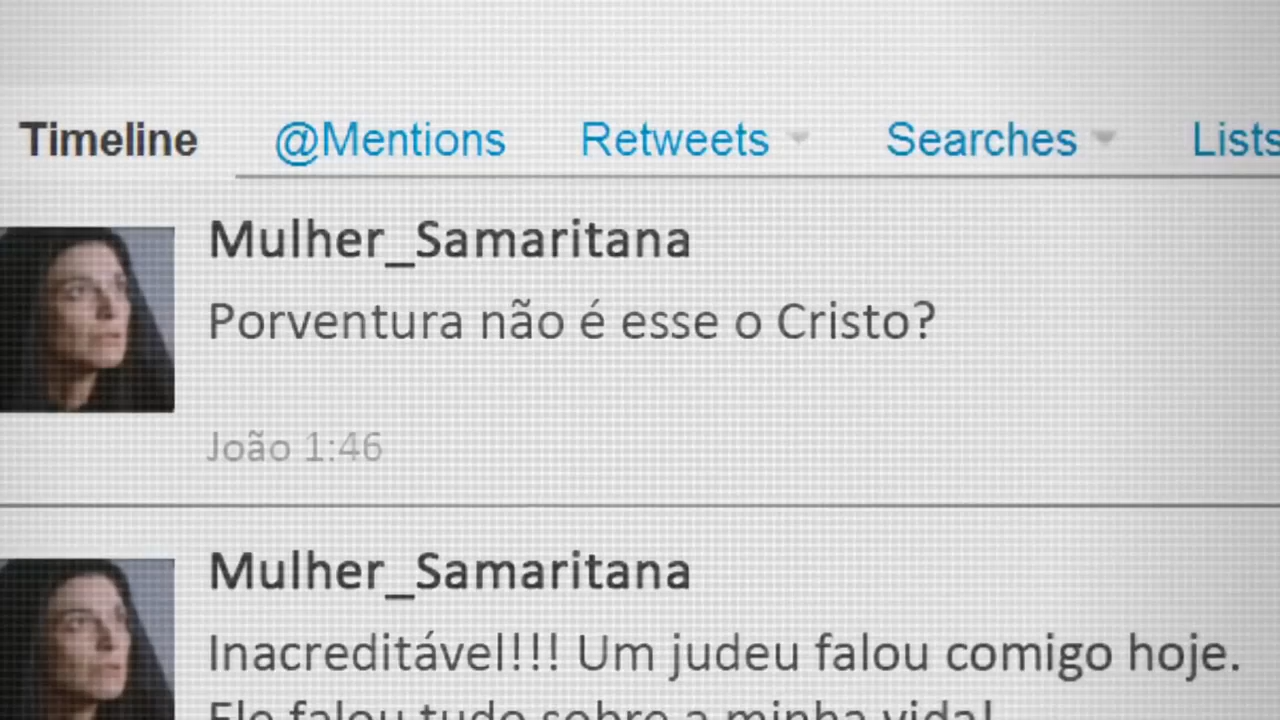 Timeline @Mentions Retweets Searches Lists
Mulher_Samaritana
Porventura não é esse o Cristo?
João 1:46
Mulher_Samaritana
Inacreditável!!!! Um judeu falou comigo hoje.
Ele falou tudo sobre a minha vida!